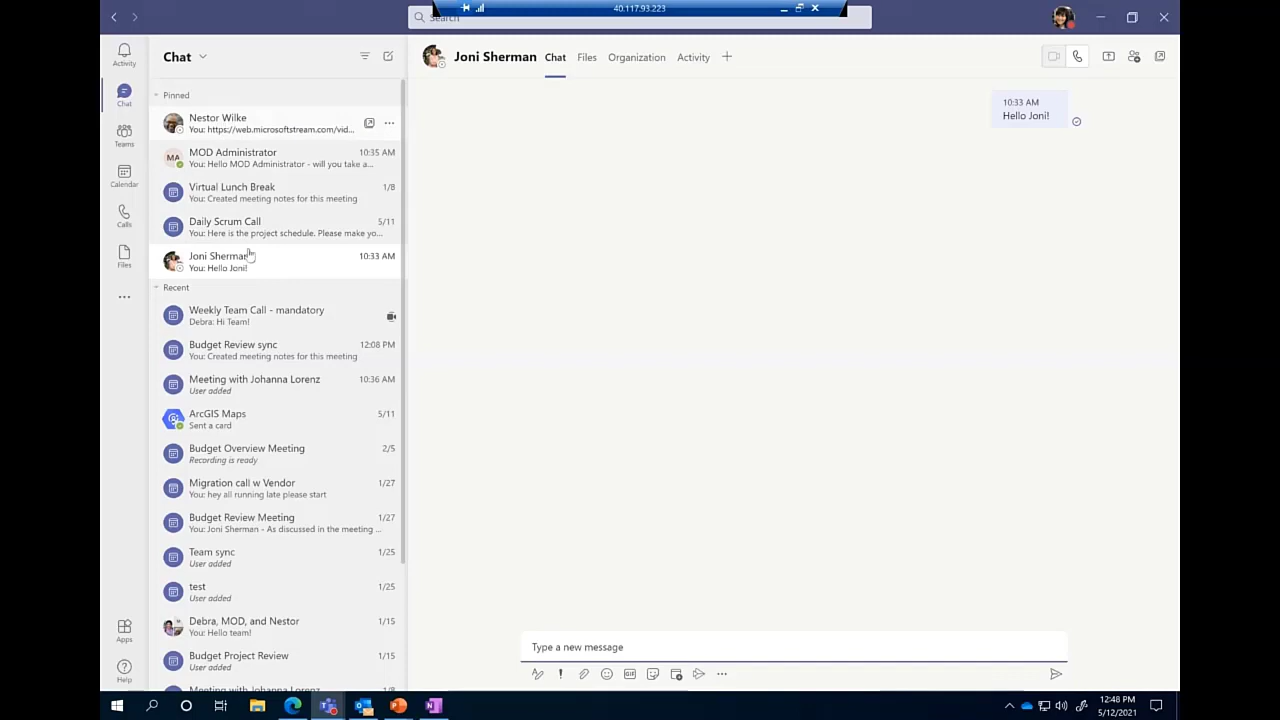 40.117.93.223
Search
Activity
Chat
Teams
Calendar
Calls
Files
Apps
Help
Chat
Pinned
Nestor Wilke
You: https://web.microsoftstream.com/vid...
MOD Administrator 10:35 AM
MA
You: Hello MOD Administrator - will you take a...
Virtual Lunch Break 1/8
You: Created meeting notes for this meeting
Daily Scrum Call 5/11
You: Here is the project schedule. Please make yo...
Joni Sherman 10:33 AM
You: Hello Joni!
Recent
Weekly Team Call - mandatory
Debra: Hi Team!
Budget Review sync 12:08 PM
You: Created meeting notes for this meeting
Meeting with Johanna Lorenz 10:36 AM
User added
ArcGIS Maps 5/11
Sent a card
Budget Overview Meeting 2/5
Recording is ready
Migration call w Vendor 1/27
You: hey all running late please start
Budget Review Meeting 1/27
You: Joni Sherman - As discussed in the meeting ...
Team sync 1/25
User added
test 1/25
User added
Debra, MOD, and Nestor 1/15
You: Hello team!
Budget Project Review 1/15
User added
Meeting with Johanna Lorenz 1/8
Joni Sherman Chat Files Organization Activity
10:33 AM
Hello Joni!
Type a new message
GIF
12:48 PM
5/12/2021